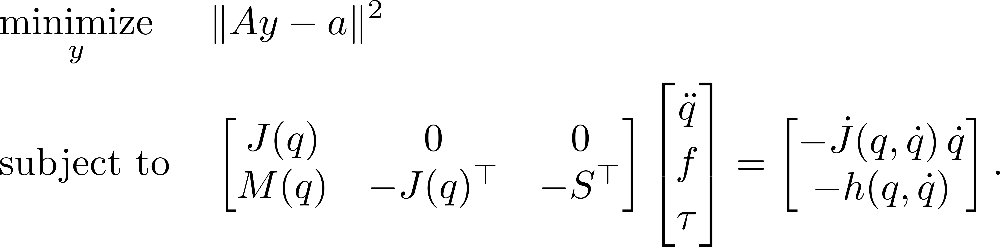 minimize ‖Ay − a‖²
y
subject to [J(q) 0 0; M(q) −J(q)^⊤ −S^⊤] [q̈; f; τ] = [−J̇(q, q̇) q̇; −h(q, q̇)] .